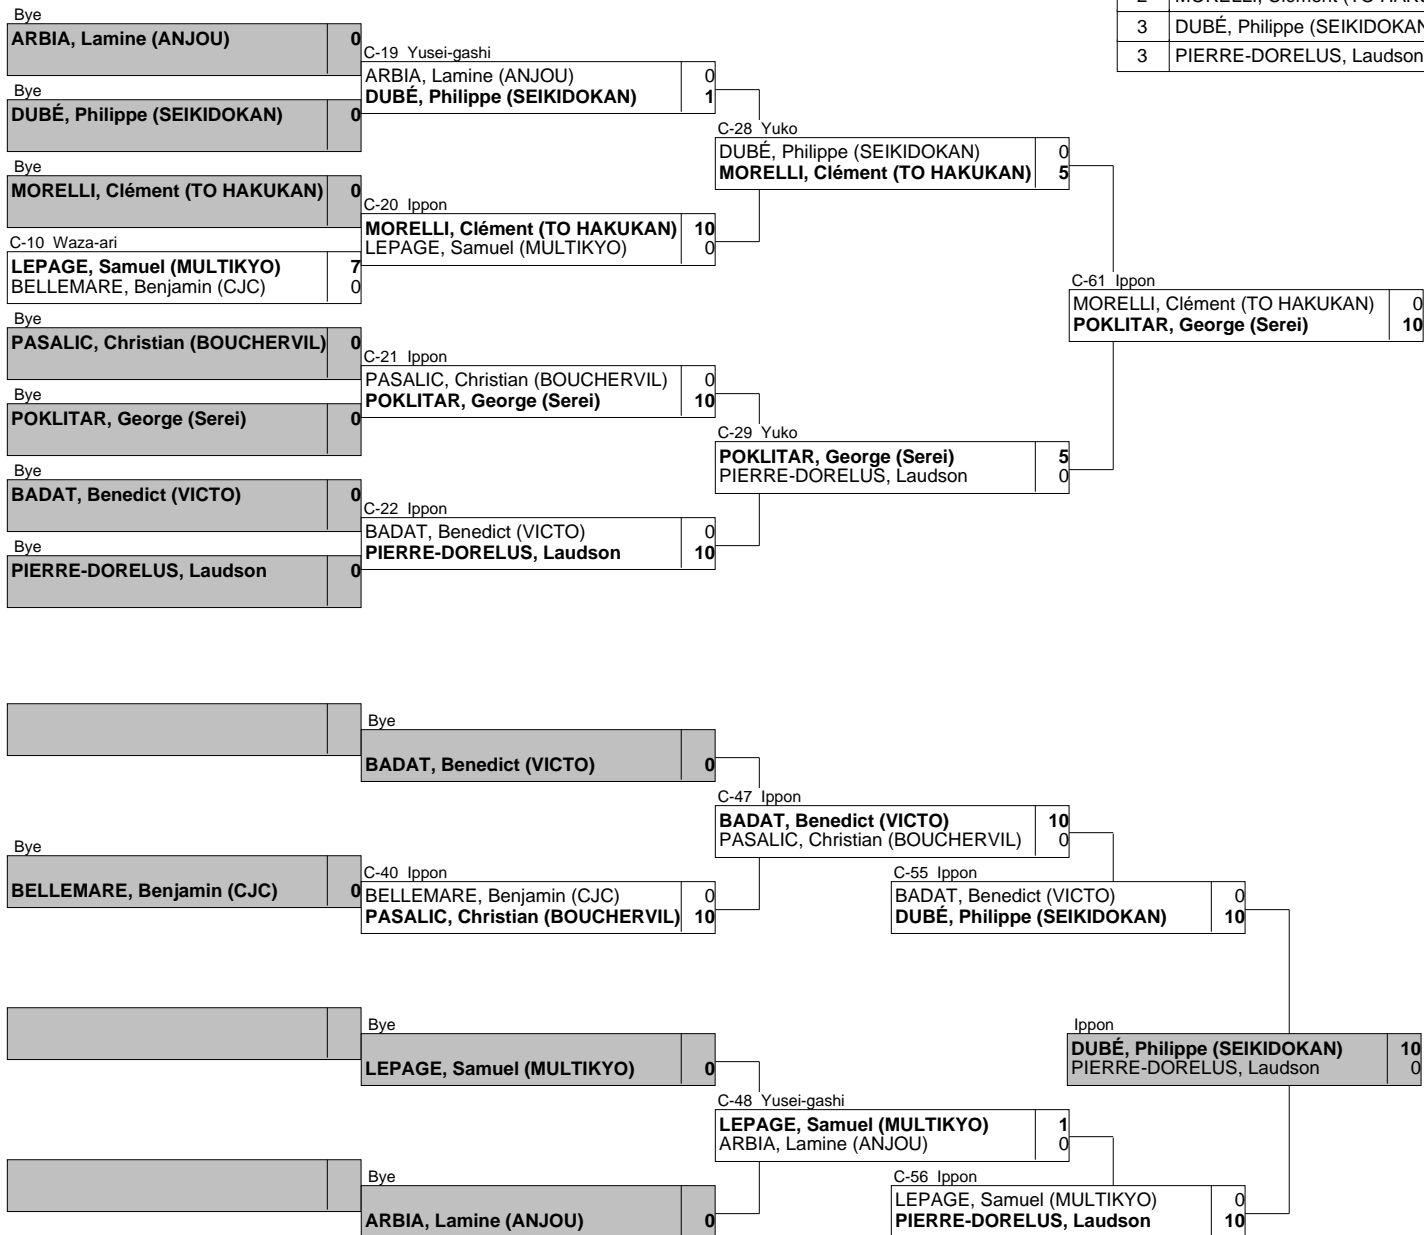 Bye
ARBIA, Lamine (ANJOU) 0
Bye
DUBÉ, Philippe (SEIKIDOKAN) 0
Bye
MORELLI, Clément (TO HAKUKAN) 0
C-10 Waza-ari
LEPAGE, Samuel (MULTIKYO) 7
BELLEMARE, Benjamin (CJC) 0
Bye
PASALIC, Christian (BOUCHERVIL) 0
Bye
POKLITAR, George (Serei) 0
Bye
BADAT, Benedict (VICTO) 0
Bye
PIERRE-DORELUS, Laudson 0
C-19 Yusei-gashi
ARBIA, Lamine (ANJOU) 0
DUBÉ, Philippe (SEIKIDOKAN) 1
C-20 Ippon
MORELLI, Clément (TO HAKUKAN) 10
LEPAGE, Samuel (MULTIKYO) 0
C-21 Ippon
PASALIC, Christian (BOUCHERVIL) 0
POKLITAR, George (Serei) 10
C-22 Ippon
BADAT, Benedict (VICTO) 0
PIERRE-DORELUS, Laudson 10
C-28 Yuko
DUBÉ, Philippe (SEIKIDOKAN) 0
MORELLI, Clément (TO HAKUKAN) 5
C-29 Yuko
POKLITAR, George (Serei) 5
PIERRE-DORELUS, Laudson 0
C-61 Ippon
MORELLI, Clément (TO HAKUKAN) 0
POKLITAR, George (Serei) 10
3 DUBÉ, Philippe (SEIKIDOKAN
3 PIERRE-DORELUS, Laudson
Bye
BADAT, Benedict (VICTO) 0
Bye
BELLEMARE, Benjamin (CJC) 0
C-40 Ippon
BELLEMARE, Benjamin (CJC) 0
PASALIC, Christian (BOUCHERVIL) 10
C-47 Ippon
BADAT, Benedict (VICTO) 10
PASALIC, Christian (BOUCHERVIL) 0
C-55 Ippon
BADAT, Benedict (VICTO) 0
DUBÉ, Philippe (SEIKIDOKAN) 10
Bye
LEPAGE, Samuel (MULTIKYO) 0
Bye
ARBIA, Lamine (ANJOU) 0
C-48 Yusei-gashi
LEPAGE, Samuel (MULTIKYO) 1
ARBIA, Lamine (ANJOU) 0
C-56 Ippon
LEPAGE, Samuel (MULTIKYO) 0
PIERRE-DORELUS, Laudson 10
Ippon
DUBÉ, Philippe (SEIKIDOKAN) 10
PIERRE-DORELUS, Laudson 0